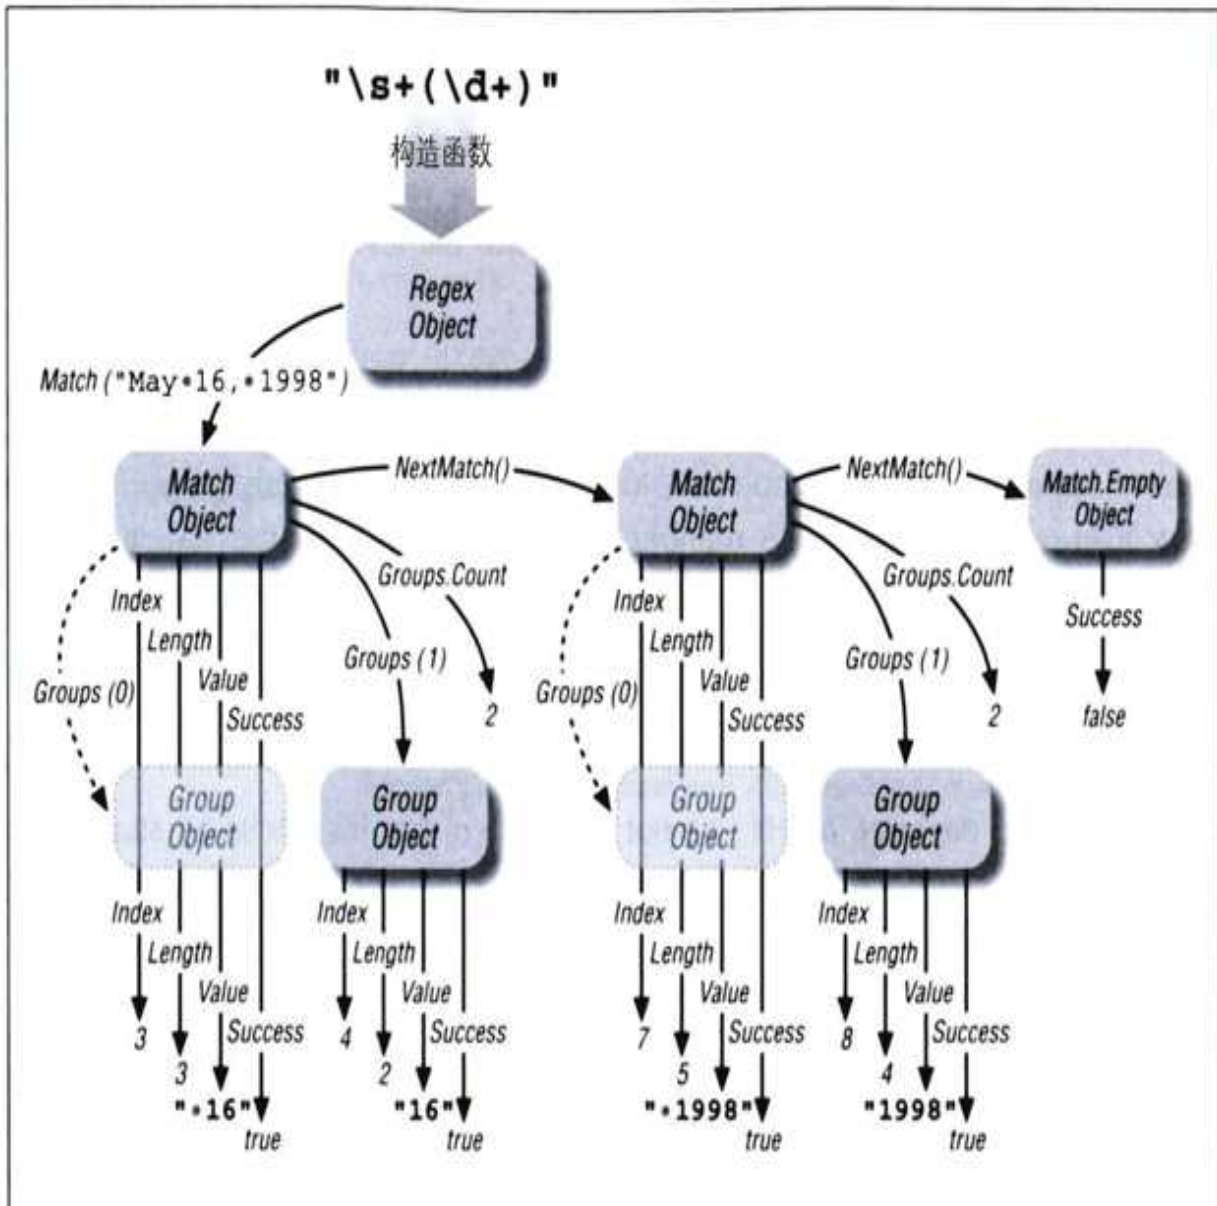 "\s+(\d+)"
构造函数
Regex
Object
Match ("May•16,•1998")
Match
Object
NextMatch()
Match
Object
NextMatch()
Match.Empty
Object
Groups.Count
2
Groups (1)
Groups (0)
Index
Length
Value
Success
Group
Object
Group
Object
Index
Length
Value
Success
3
3
"•16"
true
Index
Length
Value
Success
4
2
"16"
true
Groups.Count
2
Groups (1)
Groups (0)
Index
Length
Value
Success
Group
Object
Group
Object
Index
Length
Value
Success
7
5
"•1998"
true
Index
Length
Value
Success
8
4
"1998"
true
Success
false